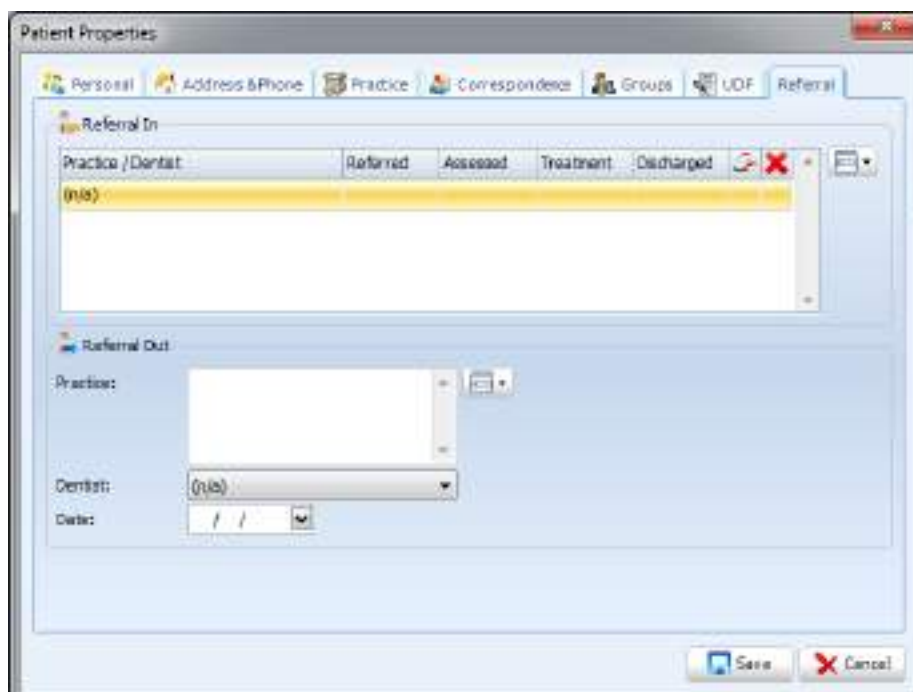 Patient Properties
Personal Address & Phone Practice Correspondence Groups UDF Referral
Referral In
Practice / Dentist Referred Assessed Treatment Discharged
(n/a)
Referral Out
Practice:
Dentist: (n/a)
Date: / /
Save Cancel